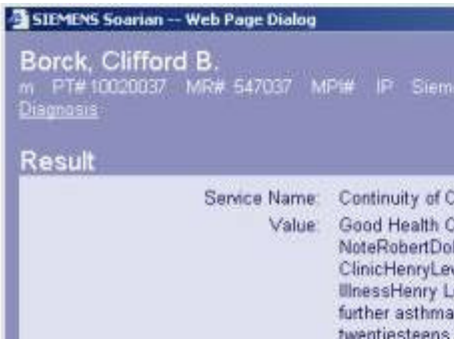 SIEMENS Soarian -- Web Page Dialog
Borck, Clifford B.
m PT# 10020037 MR# 547037 MPI# IP Siem
Diagnosis
Result
Service Name: Continuity of C
Value: Good Health C
NoteRobertDol
ClinicHenryLev
IllnessHenry L
further asthma
twentiesteens